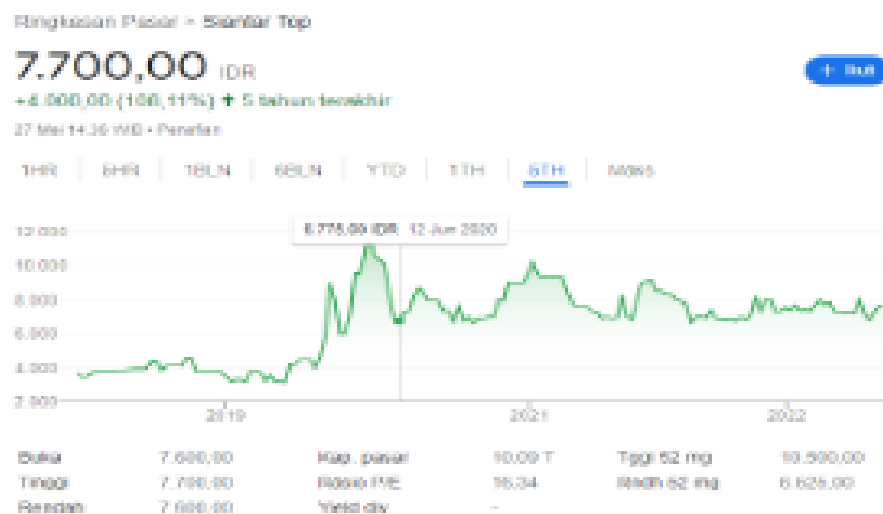 Ringkasan Pasar > Siantar Top
7.700,00 IDR
+ Ikuti
+4.000,00 (108,11%) ↑ 5 tahun terakhir
27 Mei 14.36 WIB • Penafian
1HR 5HR 1BLN 6BLN YTD 1TH 5TH Maks
6.775,00 IDR 12 Jun 2020
12.000
10.000
8.000
6.000
4.000
2.000
2019 2021 2022
Buka 7.600,00 Kap. pasar 10,09 T Tggi 52 mg 10.500,00
Tinggi 7.700,00 Rasio P/E 16,34 Rndh 52 mg 6.625,00
Rendah 7.600,00 Yield div -